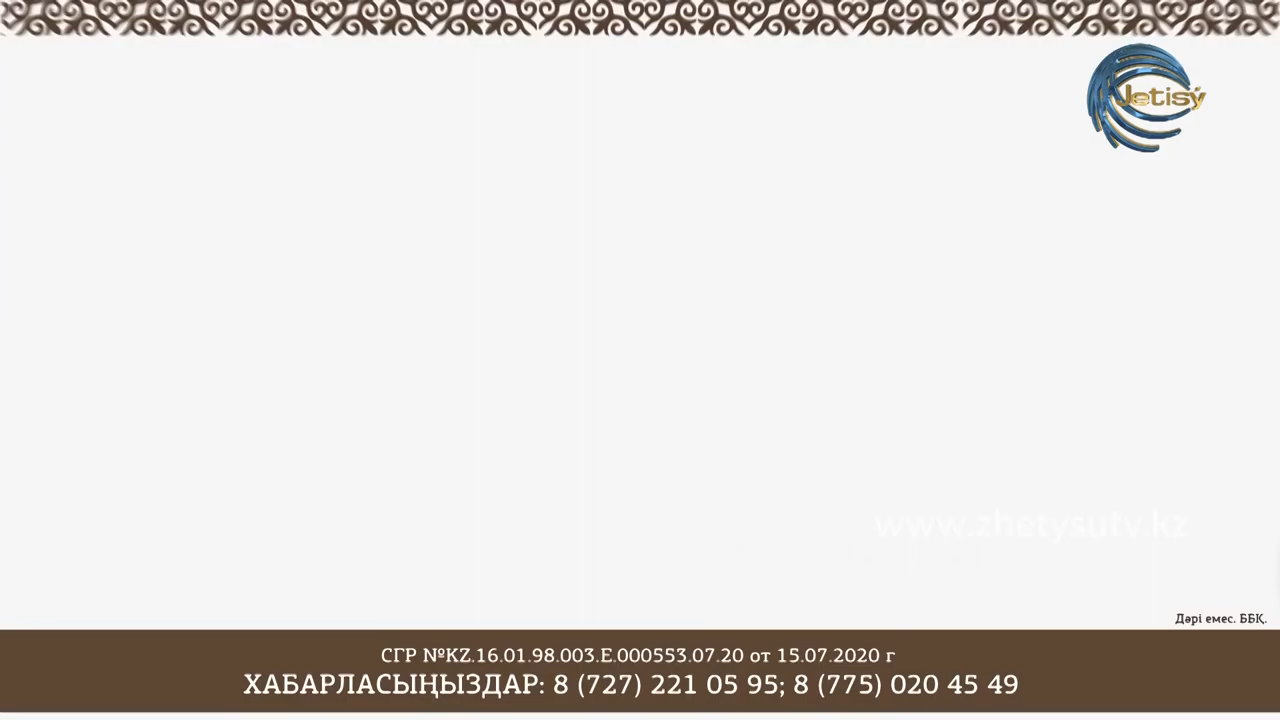 Jetisý
www.zhetysutv.kz
Дәрі емес. ББҚ.
СГР №KZ.16.01.98.003.E.000553.07.20 от 15.07.2020 г
ХАБАРЛАСЫҢЫЗДАР: 8 (727) 221 05 95; 8 (775) 020 45 49